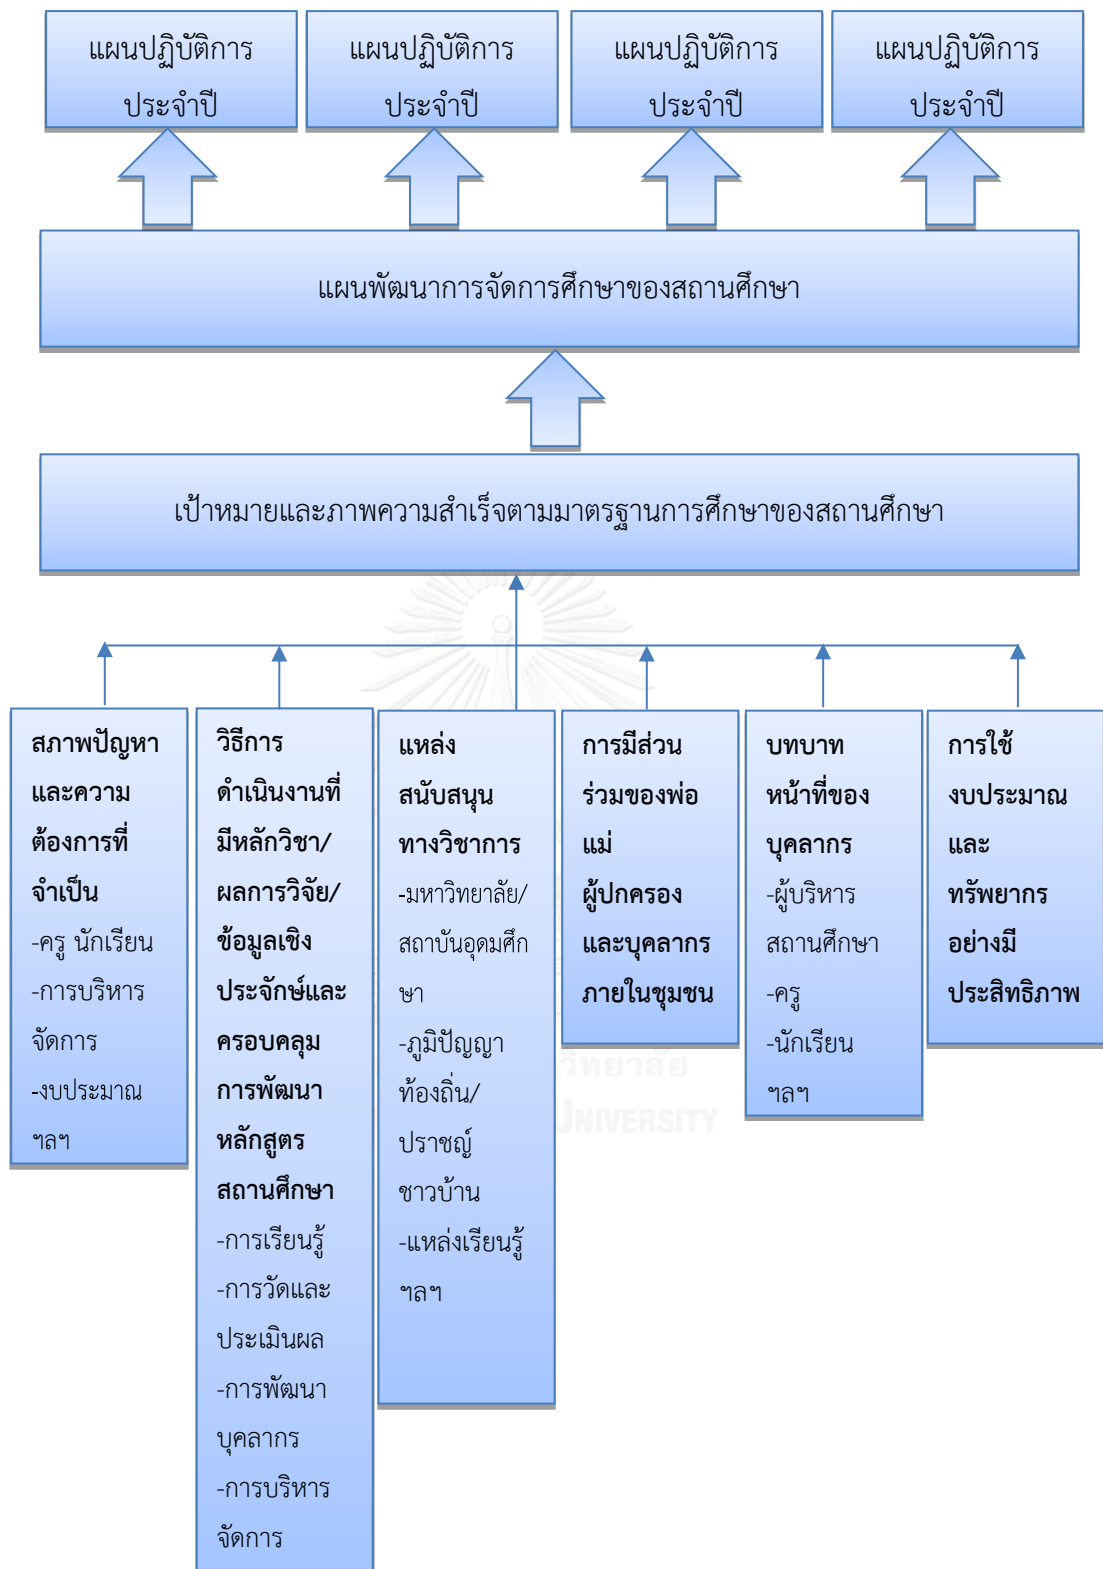 แผนปฏิบัติการ
ประจำปี
แผนปฏิบัติการ
ประจำปี
แผนปฏิบัติการ
ประจำปี
แผนปฏิบัติการ
ประจำปี
แผนพัฒนาการจัดการศึกษาของสถานศึกษา
เป้าหมายและภาพความสำเร็จตามมาตรฐานการศึกษาของสถานศึกษา
สภาพปัญหา
และความ
ต้องการที่
จำเป็น
-ครู นักเรียน
-การบริหาร
จัดการ
-งบประมาณ
ฯลฯ
วิธีการ
ดำเนินงานที่
มีหลักวิชา/
ผลการวิจัย/
ข้อมูลเชิง
ประจักษ์และ
ครอบคลุม
การพัฒนา
หลักสูตร
สถานศึกษา
-การเรียนรู้
-การวัดและ
ประเมินผล
-การพัฒนา
บุคลากร
-การบริหาร
จัดการ
แหล่ง
สนับสนุน
ทางวิชาการ
-มหาวิทยาลัย/
สถาบันอุดมศึก
ษา
-ภูมิปัญญา
ท้องถิ่น/
ปราชญ์
ชาวบ้าน
-แหล่งเรียนรู้
ฯลฯ
การมีส่วน
ร่วมของพ่อ
แม่
ผู้ปกครอง
และบุคลากร
ภายในชุมชน
บทบาท
หน้าที่ของ
บุคลากร
-ผู้บริหาร
สถานศึกษา
-ครู
-นักเรียน
ฯลฯ
การใช้
งบประมาณ
และ
ทรัพยากร
อย่างมี
ประสิทธิภาพ
วิทยาลัย
UNIVERSITY